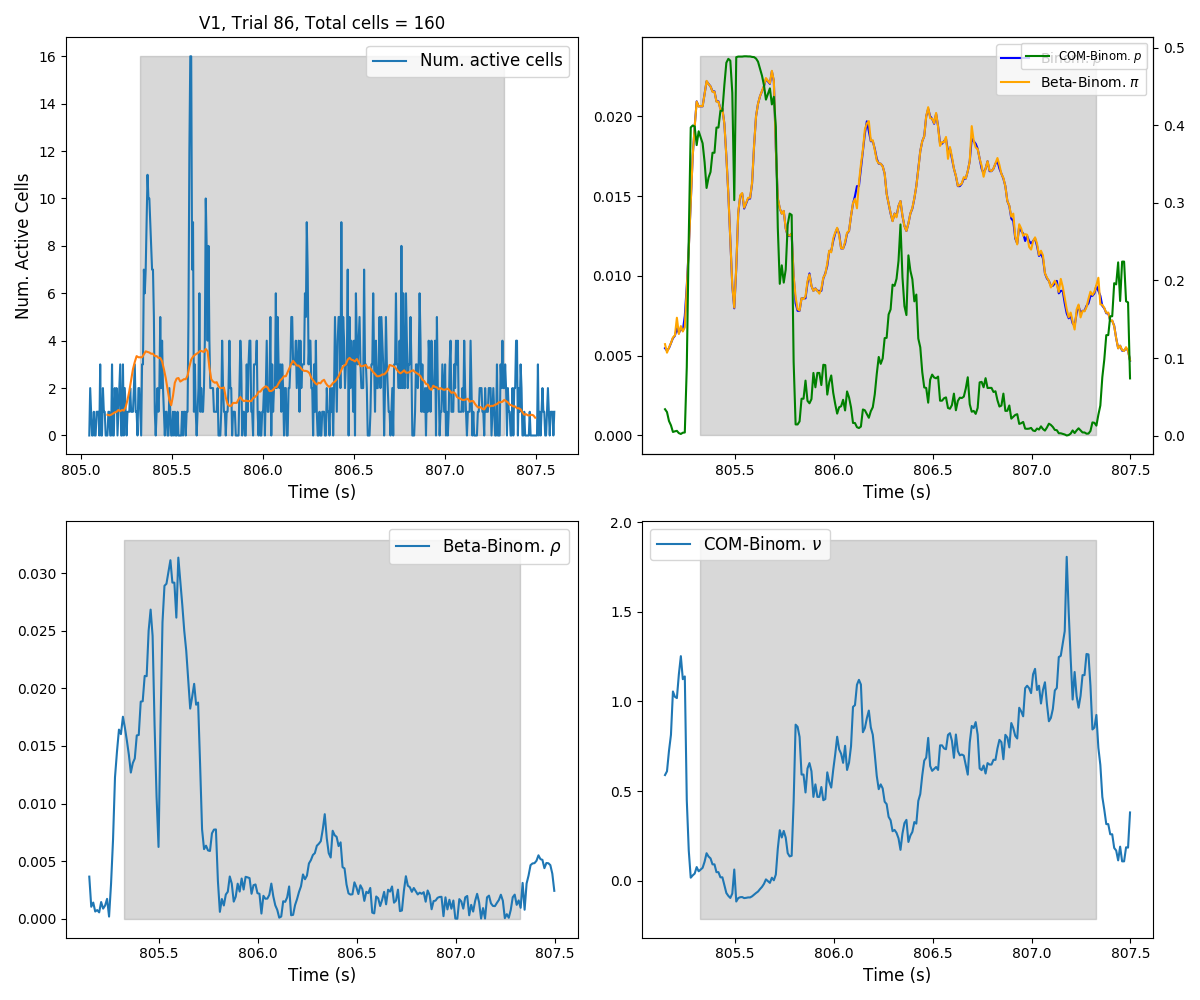 V1, Trial 86, Total cells = 160
Num. active cells
Num. Active Cells
16
14
12
10
8
6
4
2
0
805.0 805.5 806.0 806.5 807.0 807.5
Time (s)
COM-Binom. p
Beta-Binom. π
0.020
0.015
0.010
0.005
0.000
0.5
0.4
0.3
0.2
0.1
0.0
805.5 806.0 806.5 807.0 807.5
Time (s)
Beta-Binom. ρ
0.030
0.025
0.020
0.015
0.010
0.005
0.000
805.5 806.0 806.5 807.0 807.5
Time (s)
COM-Binom. ν
2.0
1.5
1.0
0.5
0.0
805.5 806.0 806.5 807.0 807.5
Time (s)